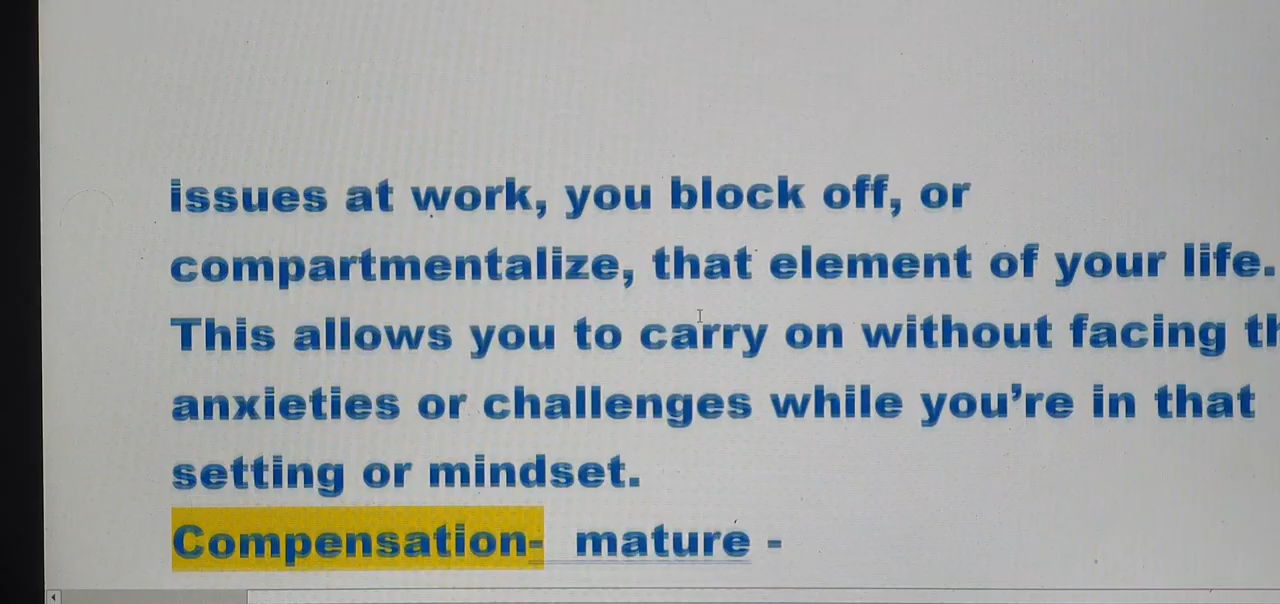 issues at work, you block off, or
compartmentalize, that element of your life.
This allows you to carry on without facing
anxieties or challenges while you’re in that
setting or mindset.
Compensation-  mature -